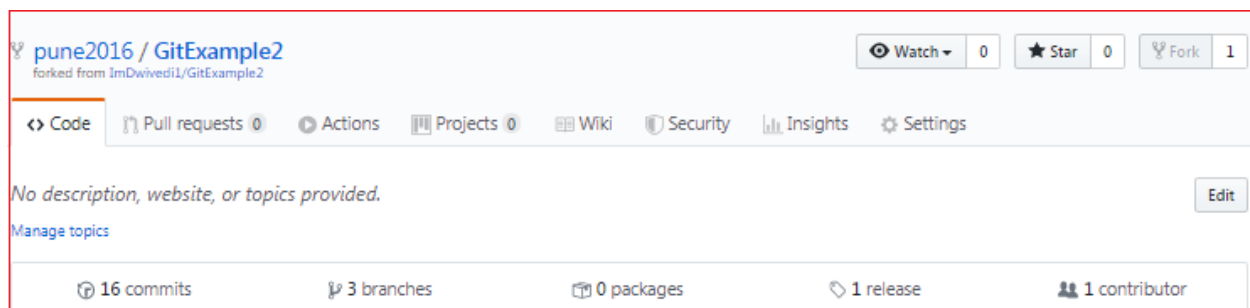 pune2016 / GitExample2 Watch 0 Star 0 Fork 1
forked from ImDwivedi1/GitExample2
<> Code Pull requests 0 Actions Projects 0 Wiki Security Insights Settings
No description, website, or topics provided. Edit
Manage topics
16 commits 3 branches 0 packages 1 release 1 contributor